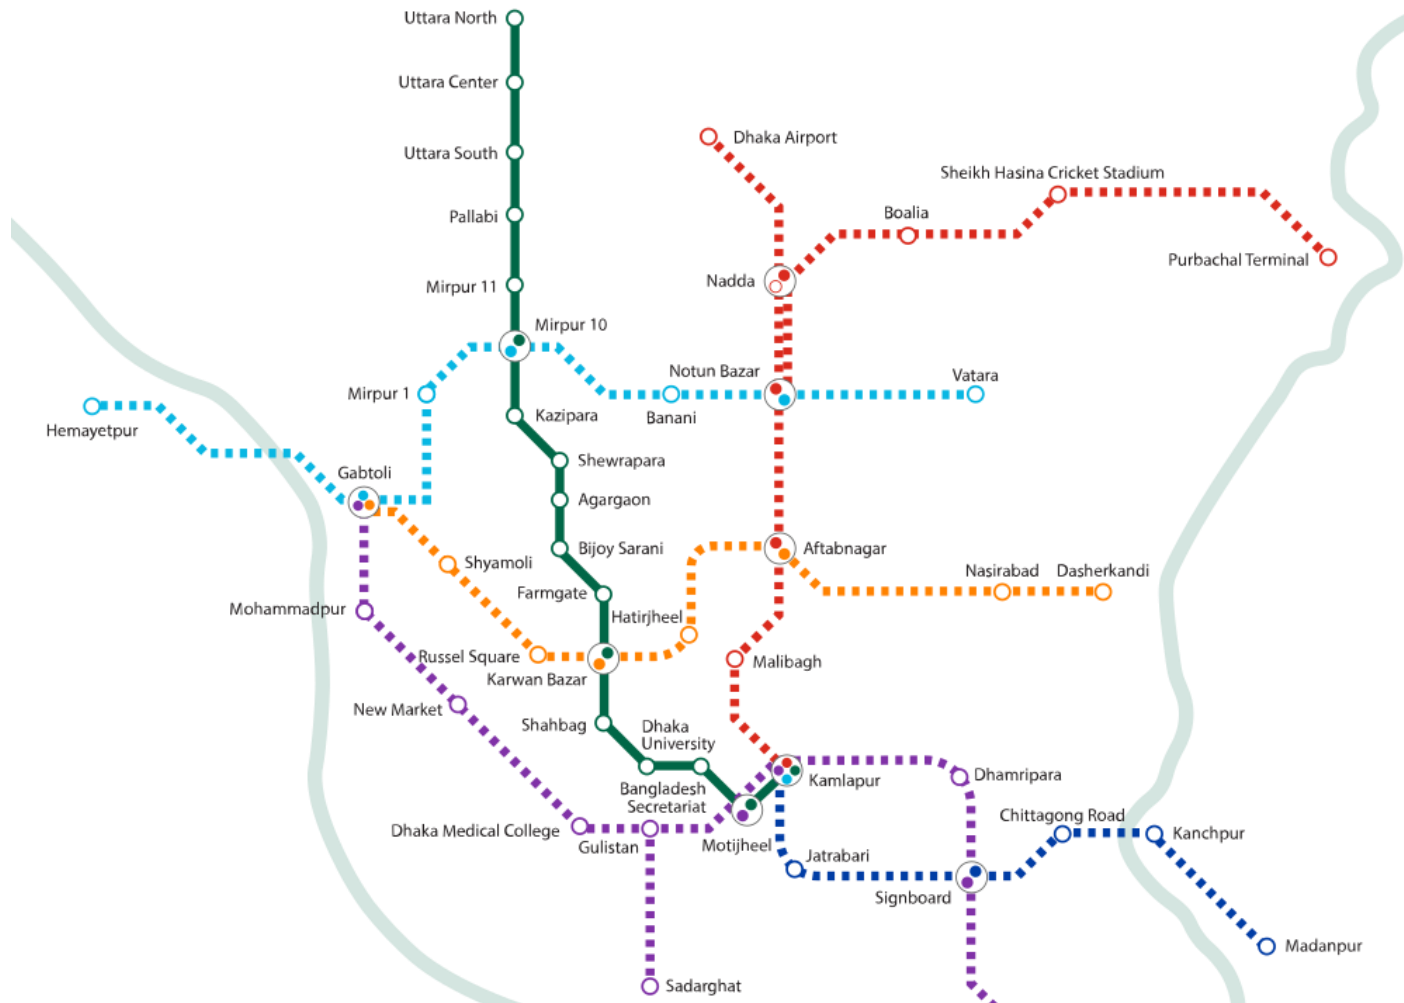 Uttara North
Uttara Center
Dhaka Airport
Uttara South
Sheikh Hasina Cricket Stadium
Pallabi
Boalia
Purbachal Terminal
Nadda
Mirpur 11
Mirpur 10
Notun Bazar
Vatara
Mirpur 1
Kazipara
Banani
Hemayetpur
Shewrapara
Gabtoli
Agargaon
Bijoy Sarani
Aftabnagar
Shyamoli
Nasirabad
Dasherkandi
Farmgate
Mohammadpur
Hatirjheel
Russel Square
Malibagh
Karwan Bazar
New Market
Shahbag
Dhaka
University
Dhamripara
Kamlapur
Bangladesh
Secretariat
Chittagong Road
Dhaka Medical College
Kanchpur
Gulistan
Motijheel
Jatrabari
Signboard
Madanpur
Sadarghat